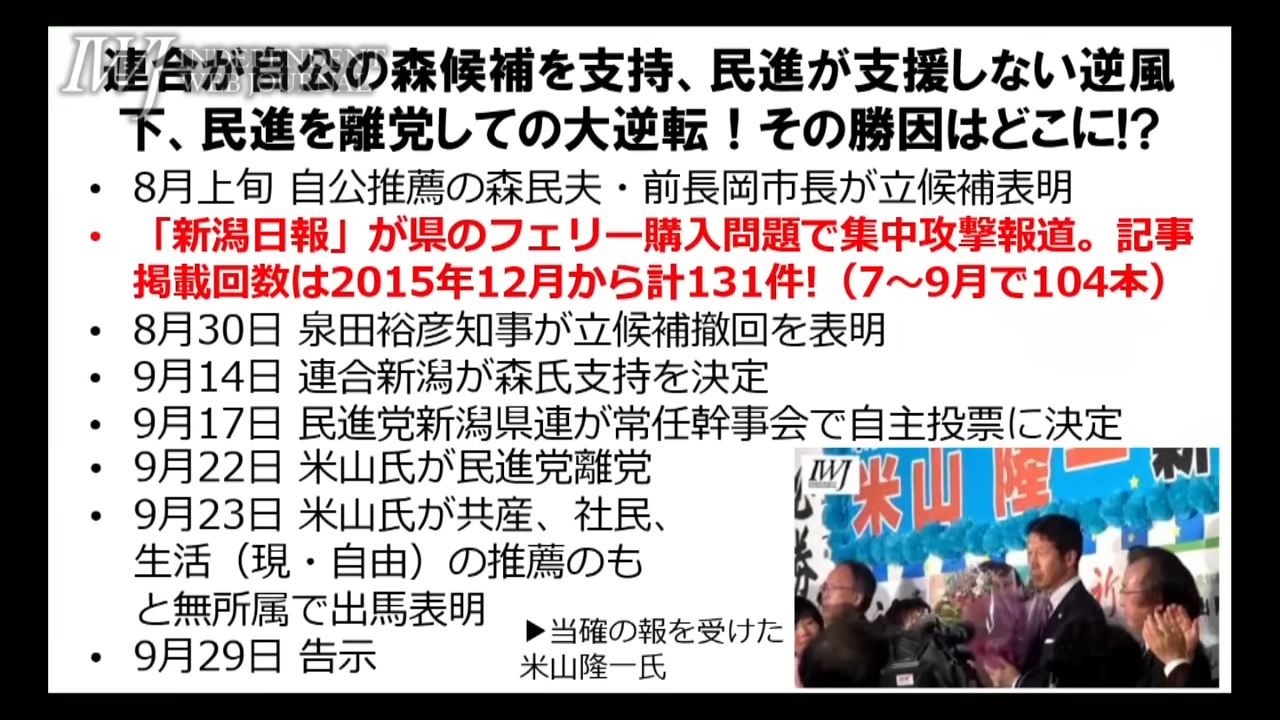 IWJ INDEPENDENT
WEB JOURNAL
連合が自公の森候補を支持、民進が支援しない逆風
下、民進を離党しての大逆転！その勝因はどこに!?
• 8月上旬 自公推薦の森民夫・前長岡市長が立候補表明
• 「新潟日報」が県のフェリー購入問題で集中攻撃報道。記事
掲載回数は2015年12月から計131件!（7～9月で104本）
• 8月30日 泉田裕彦知事が立候補撤回を表明
• 9月14日 連合新潟が森氏支持を決定
• 9月17日 民進党新潟県連が常任幹事会で自主投票に決定
• 9月22日 米山氏が民進党離党
• 9月23日 米山氏が共産、社民、
生活（現・自由）の推薦のも
と無所属で出馬表明
• 9月29日 告示
▶当確の報を受けた
米山隆一氏
IWJ
米山 隆一 新